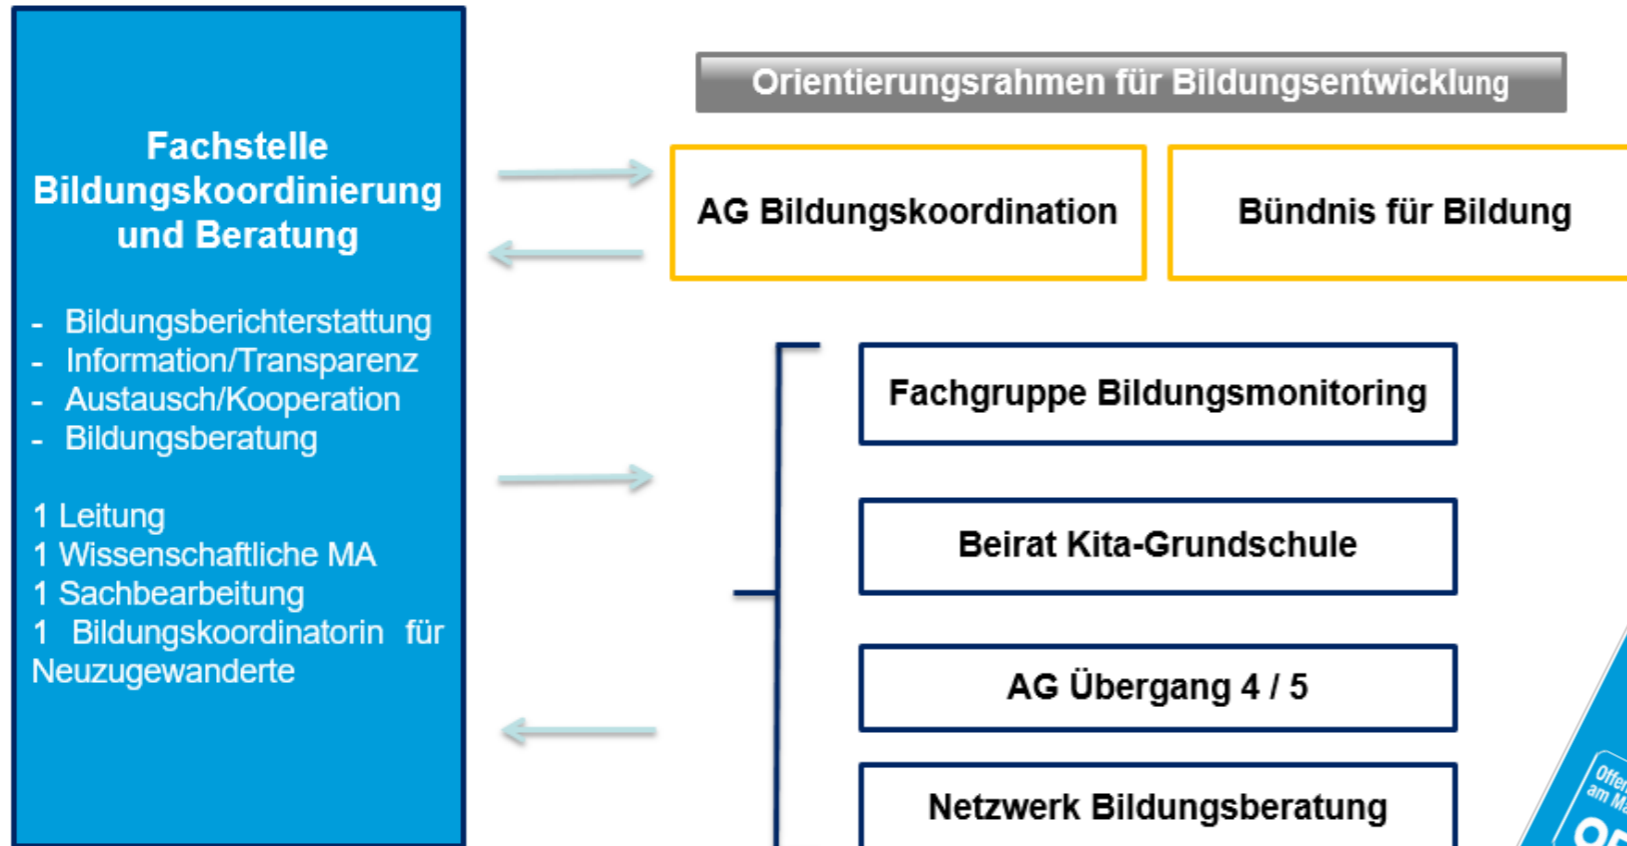 Fachstelle
Bildungskoordinierung
und Beratung
- Bildungsberichterstattung
- Information/Transparenz
- Austausch/Kooperation
- Bildungsberatung
1 Leitung
1 Wissenschaftliche MA
1 Sachbearbeitung
1 Bildungskoordinatorin für
Neuzugewanderte
Orientierungsrahmen für Bildungsentwicklung
AG Bildungskoordination
Bündnis für Bildung
Fachgruppe Bildungsmonitoring
Beirat Kita-Grundschule
AG Übergang 4 / 5
Netzwerk Bildungsberatung
am